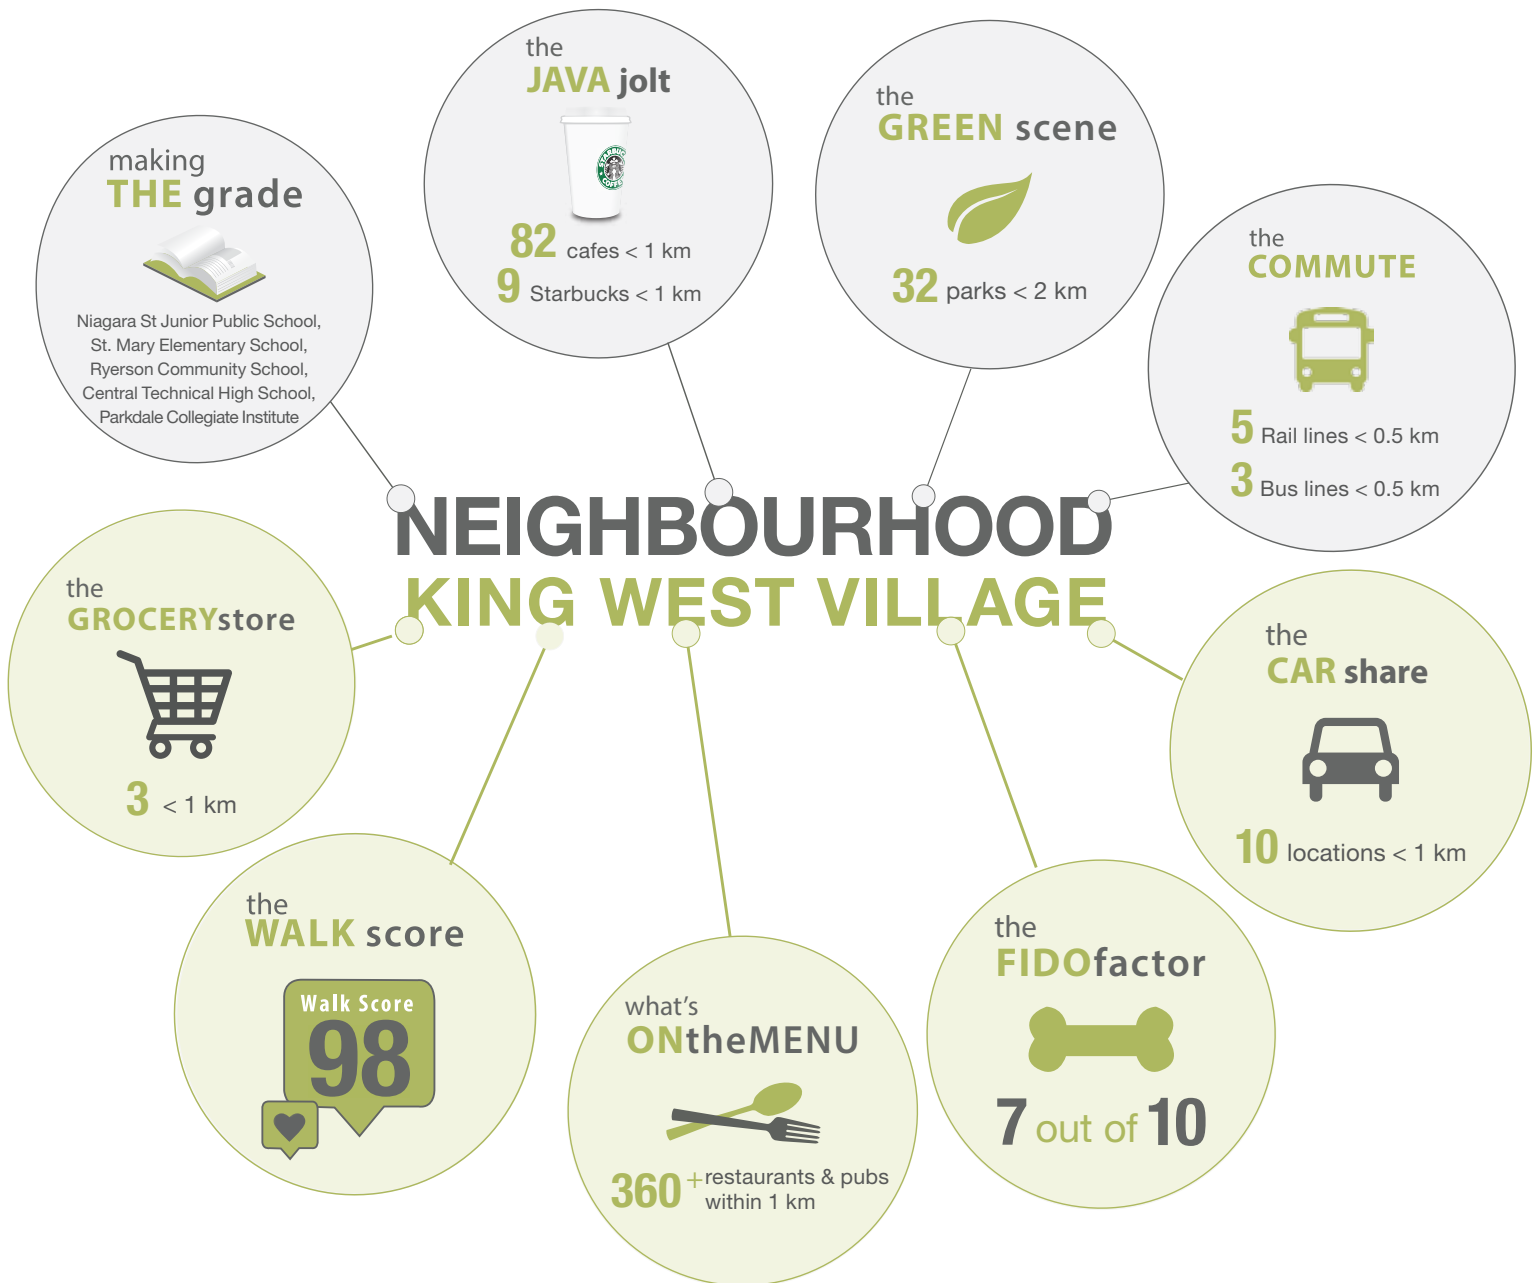 making
THE grade
Niagara St Junior Public School,
St. Mary Elementary School,
Ryerson Community School,
Central Technical High School,
Parkdale Collegiate Institute
the
JAVA jolt
82 cafes < 1 km
9 Starbucks < 1 km
the
GREEN scene
32 parks < 2 km
the
COMMUTE
5 Rail lines < 0.5 km
3 Bus lines < 0.5 km
NEIGHBOURHOOD
KING WEST VILLAGE
the
GROCERYstore
3 < 1 km
the
WALK score
Walk Score
98
what's
ONtheMENU
360+ restaurants & pubs
within 1 km
the
FIDOfactor
7 out of 10
the
CAR share
10 locations < 1 km